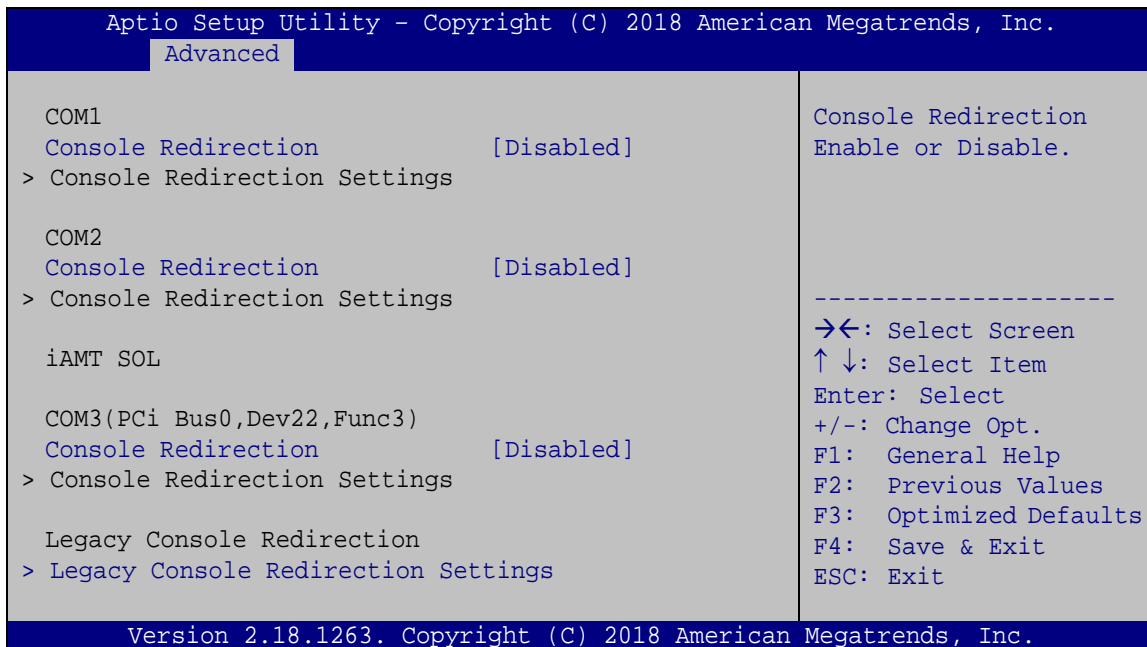 Aptio Setup Utility – Copyright (C) 2018 American Megatrends, Inc.
Advanced
COM1
Console Redirection [Disabled]
> Console Redirection Settings
COM2
Console Redirection [Disabled]
> Console Redirection Settings
iAMT SOL
COM3(PCi Bus0,Dev22,Func3)
Console Redirection [Disabled]
> Console Redirection Settings
Legacy Console Redirection
> Legacy Console Redirection Settings
Console Redirection
Enable or Disable.
---------------------
→←: Select Screen
↑ ↓: Select Item
Enter: Select
+/-: Change Opt.
F1: General Help
F2: Previous Values
F3: Optimized Defaults
F4: Save & Exit
ESC: Exit
Version 2.18.1263. Copyright (C) 2018 American Megatrends, Inc.